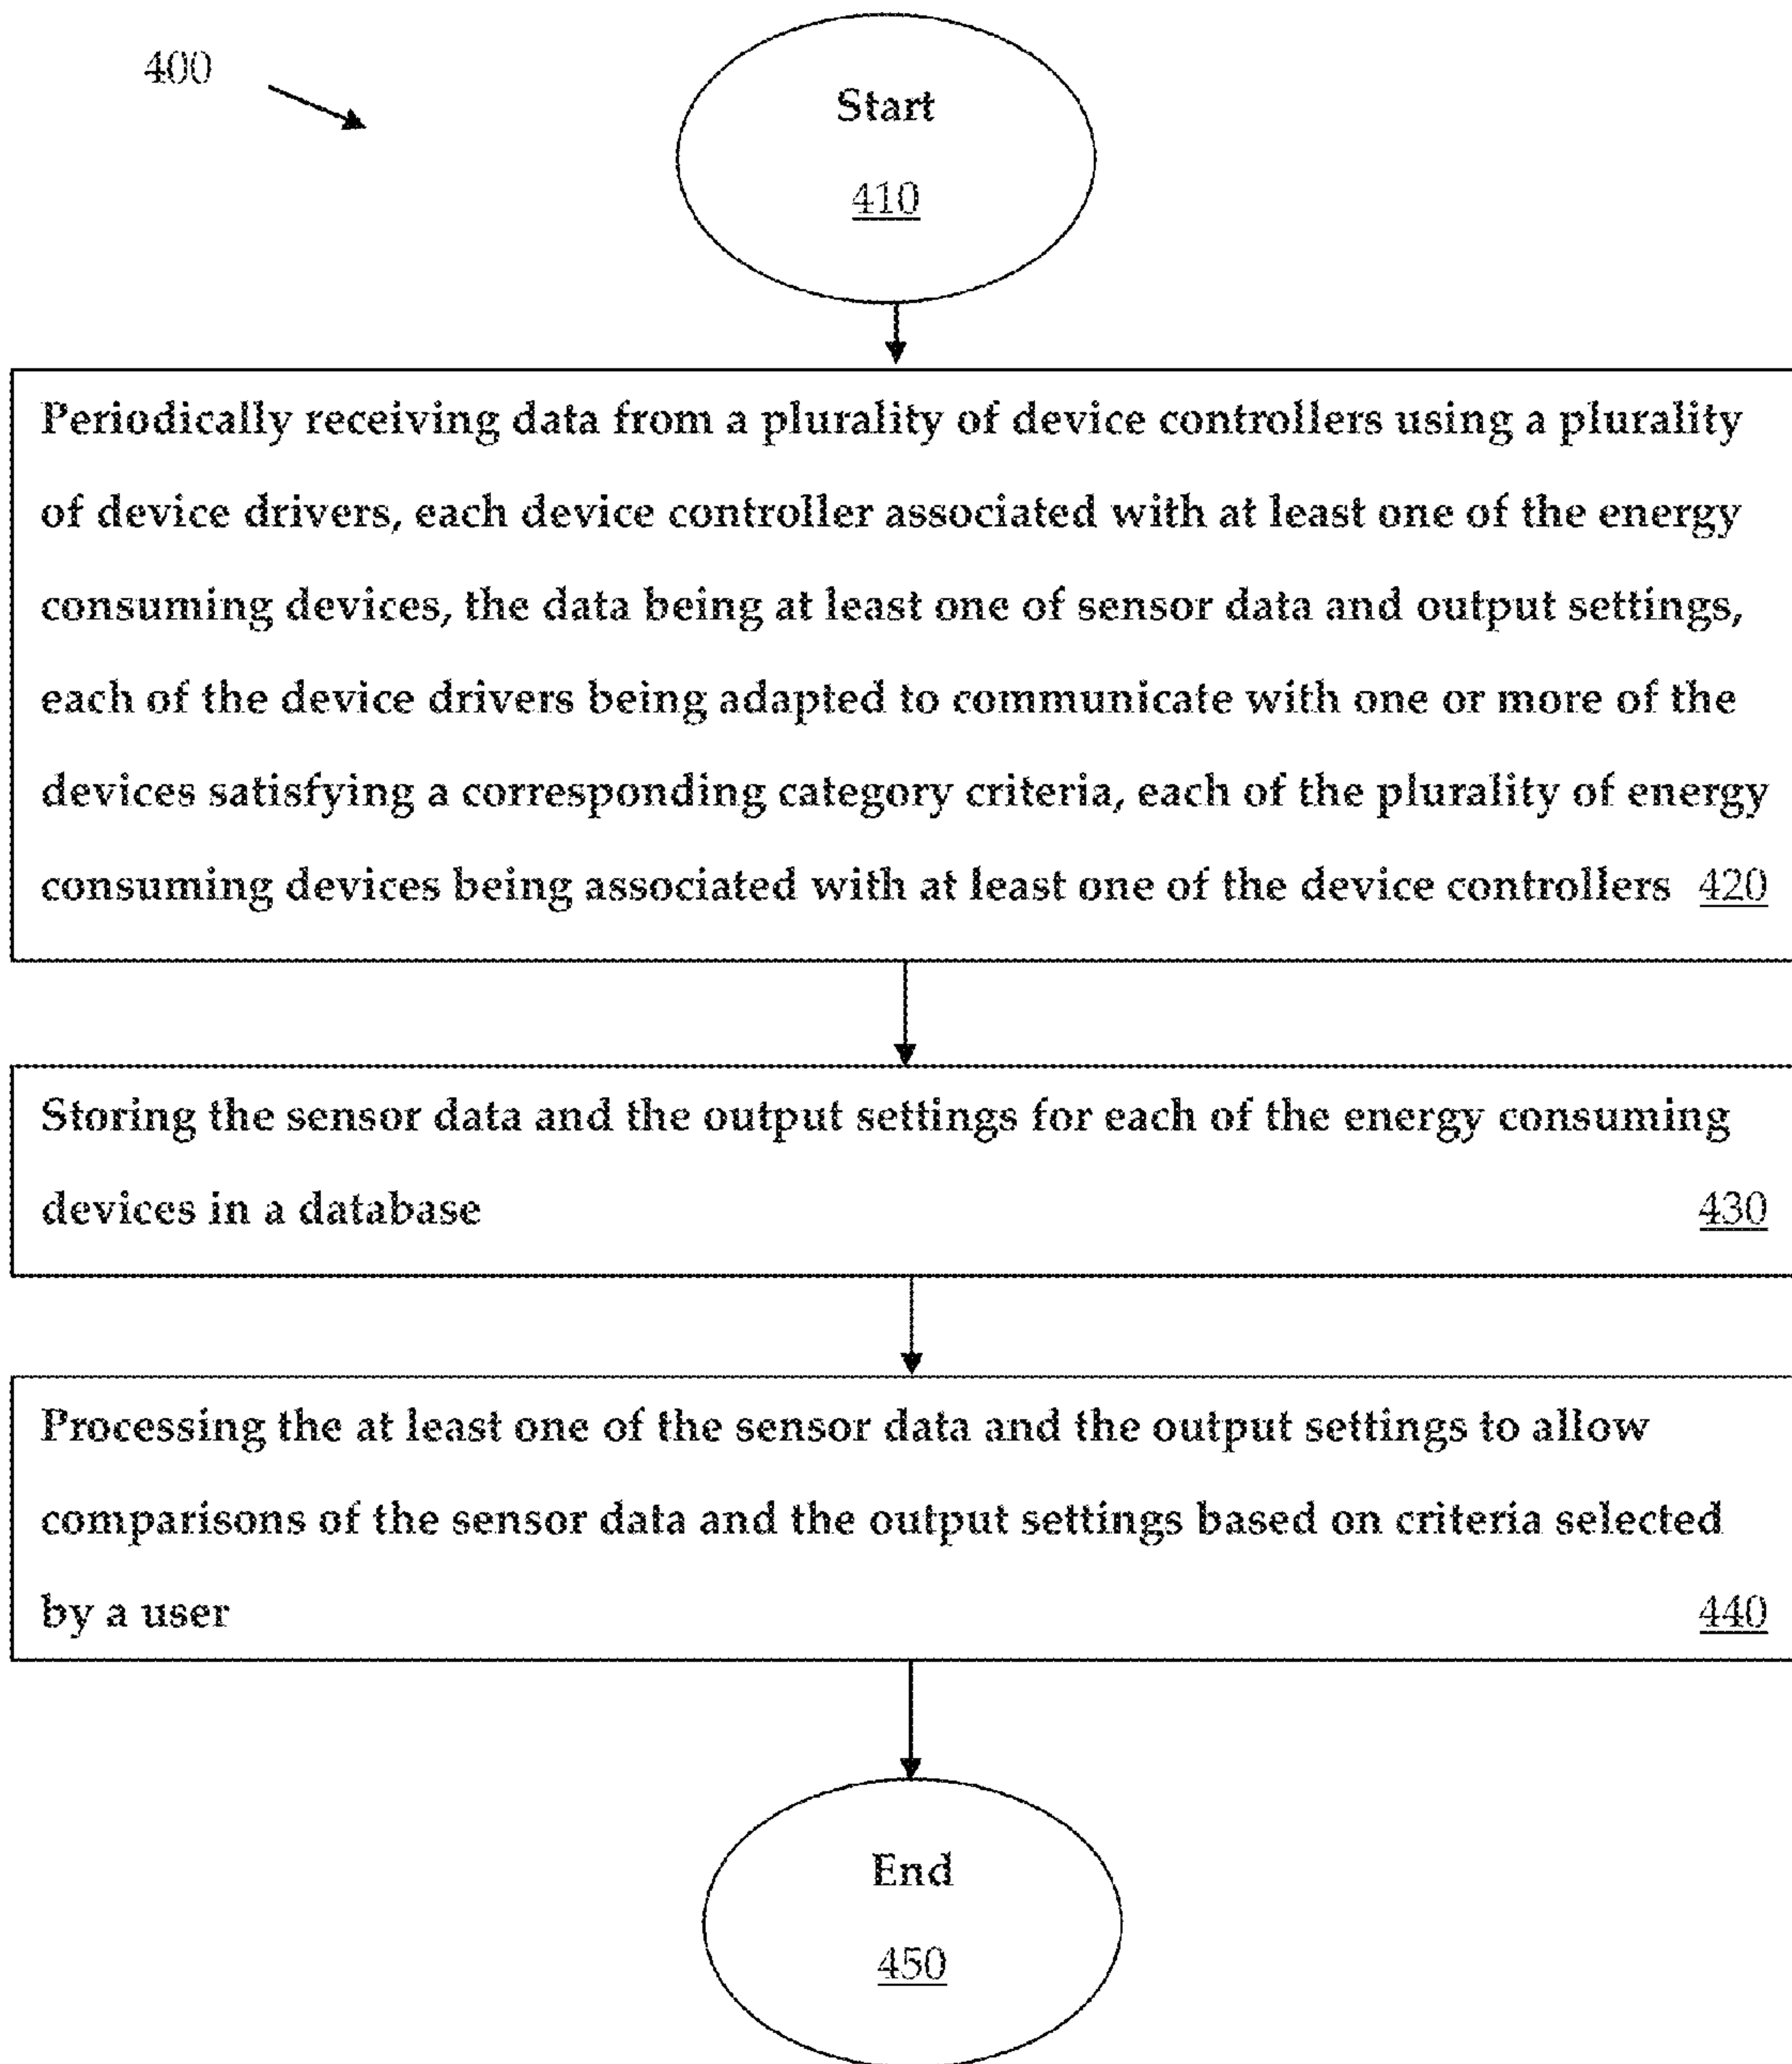 400
Start
410
Periodically receiving data from a plurality of device controllers using a plurality
of device drivers, each device controller associated with at least one of the energy
consuming devices, the data being at least one of sensor data and output settings,
each of the device drivers being adapted to communicate with one or more of the
devices satisfying a corresponding category criteria, each of the plurality of energy
consuming devices being associated with at least one of the device controllers 420
Storing the sensor data and the output settings for each of the energy consuming
devices in a database 430
Processing the at least one of the sensor data and the output settings to allow
comparisons of the sensor data and the output settings based on criteria selected
by a user 440
End
450